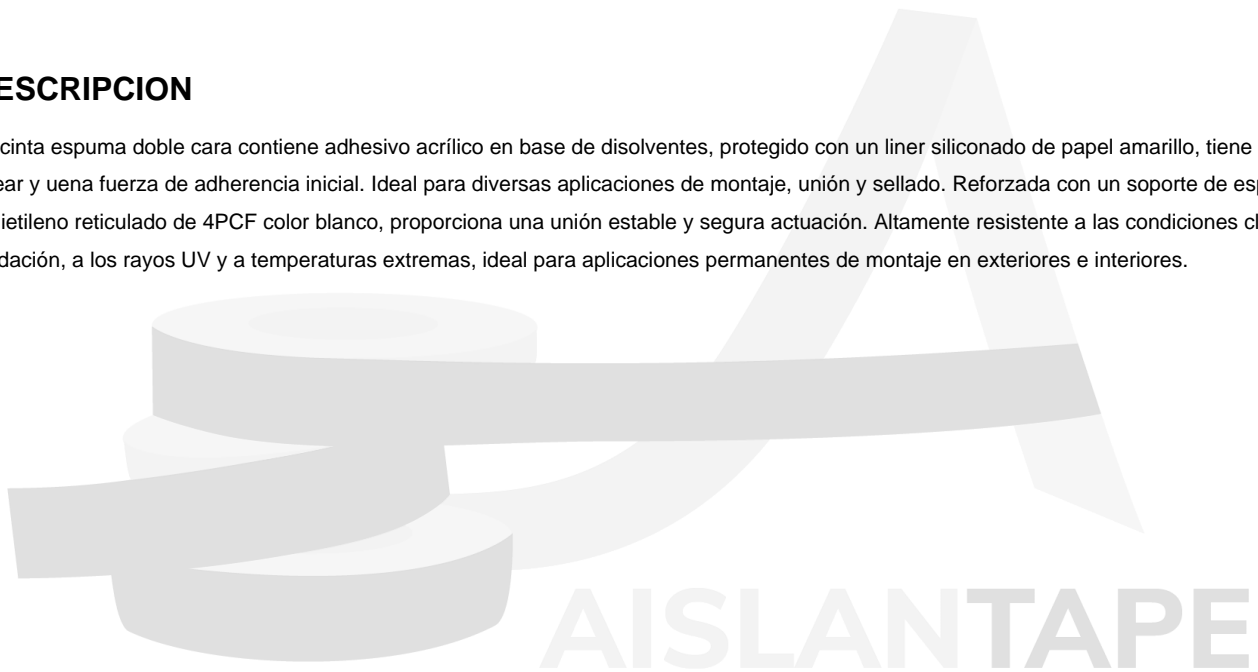 ESCRIPCION
cinta espuma doble cara contiene adhesivo acrílico en base de disolventes, protegido con un liner siliconado de papel amarillo, tiene
ear y uena fuerza de adherencia inicial. Ideal para diversas aplicaciones de montaje, unión y sellado. Reforzada con un soporte de esp
ietileno reticulado de 4PCF color blanco, proporciona una unión estable y segura actuación. Altamente resistente a las condiciones cl
dación, a los rayos UV y a temperaturas extremas, ideal para aplicaciones permanentes de montaje en exteriores e interiores.
AISLANTAPE